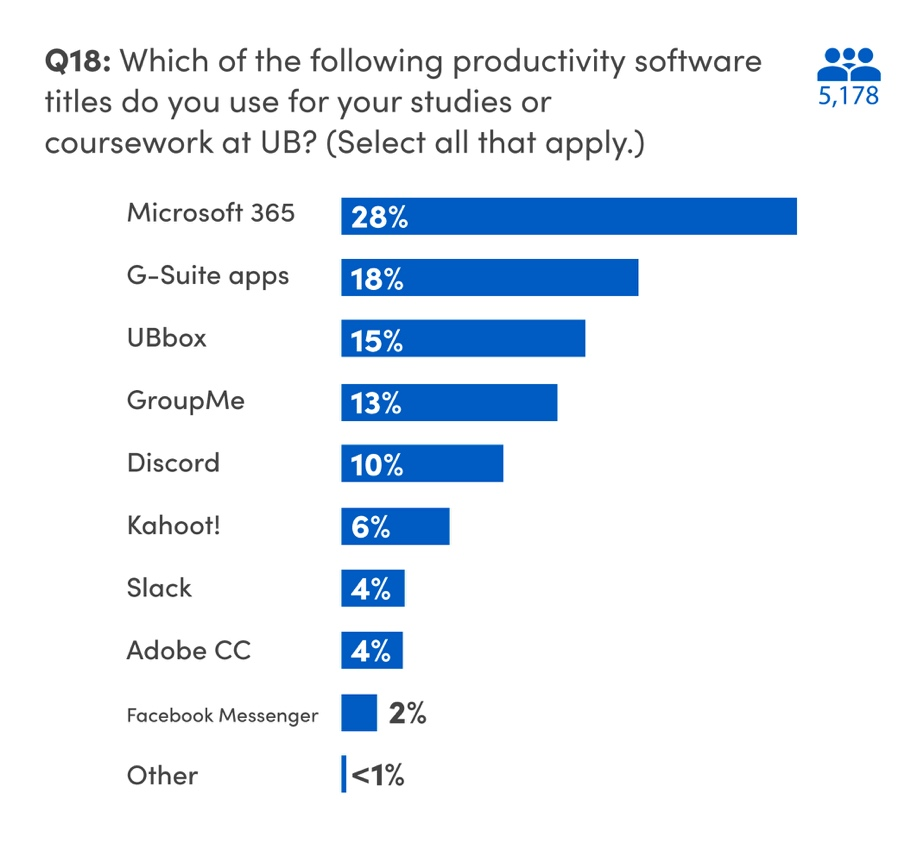 Q18: Which of the following productivity software
titles do you use for your studies or
coursework at UB? (Select all that apply.)
5,178
Microsoft 365 28%
G-Suite apps 18%
UBbox 15%
GroupMe 13%
Discord 10%
Kahoot! 6%
Slack 4%
Adobe CC 4%
Facebook Messenger 2%
Other <1%